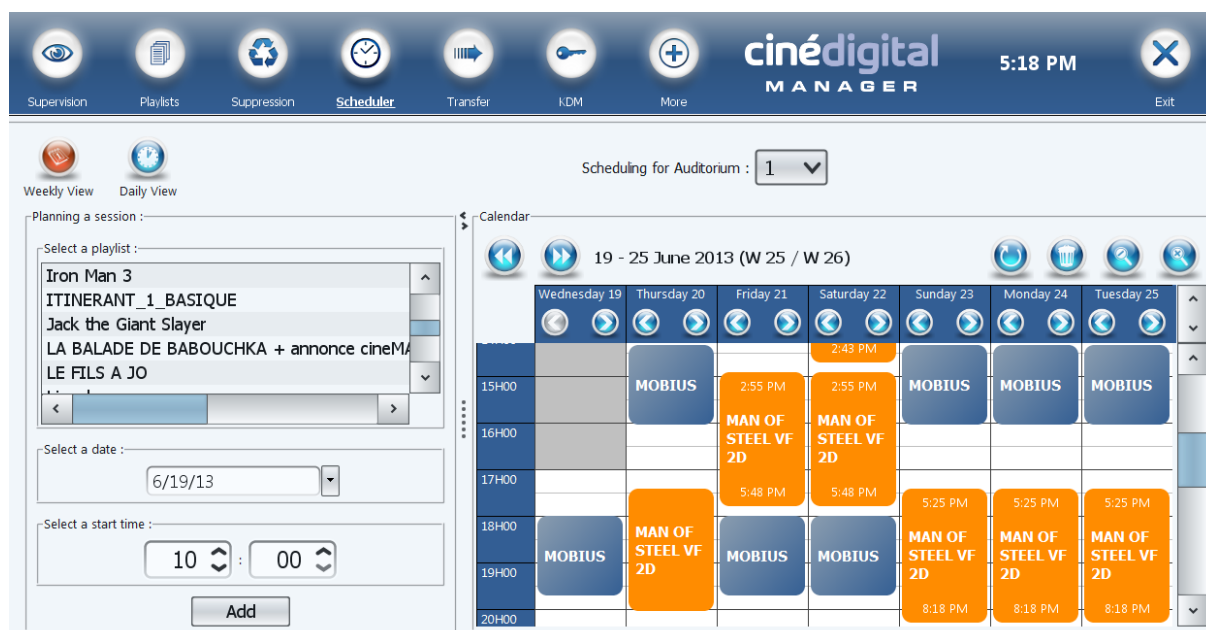 cinédigital
MANAGER
5:18 PM
Supervision
Playlists
Suppression
Scheduler
Transfer
KDM
More
Exit
Weekly View
Daily View
Scheduling for Auditorium : 1
Planning a session :
Select a playlist :
Iron Man 3
ITINERANT_1_BASIQUE
Jack the Giant Slayer
LA BALADE DE BABOUCHKA + annonce cineMA
LE FILS A JO
Select a date :
6/19/13
Select a start time :
10 : 00
Add
Calendar
19 - 25 June 2013 (W 25 / W 26)
Wednesday 19
Thursday 20
Friday 21
Saturday 22
Sunday 23
Monday 24
Tuesday 25
15H00
16H00
17H00
18H00
19H00
20H00
MOBIUS
MOBIUS
MAN OF
STEEL VF
2D
2:55 PM
MAN OF
STEEL VF
2D
5:48 PM
MOBIUS
2:43 PM
2:55 PM
MAN OF
STEEL VF
2D
5:48 PM
MOBIUS
MOBIUS
5:25 PM
MAN OF
STEEL VF
2D
8:18 PM
MOBIUS
5:25 PM
MAN OF
STEEL VF
2D
8:18 PM
MOBIUS
5:25 PM
MAN OF
STEEL VF
2D
8:18 PM